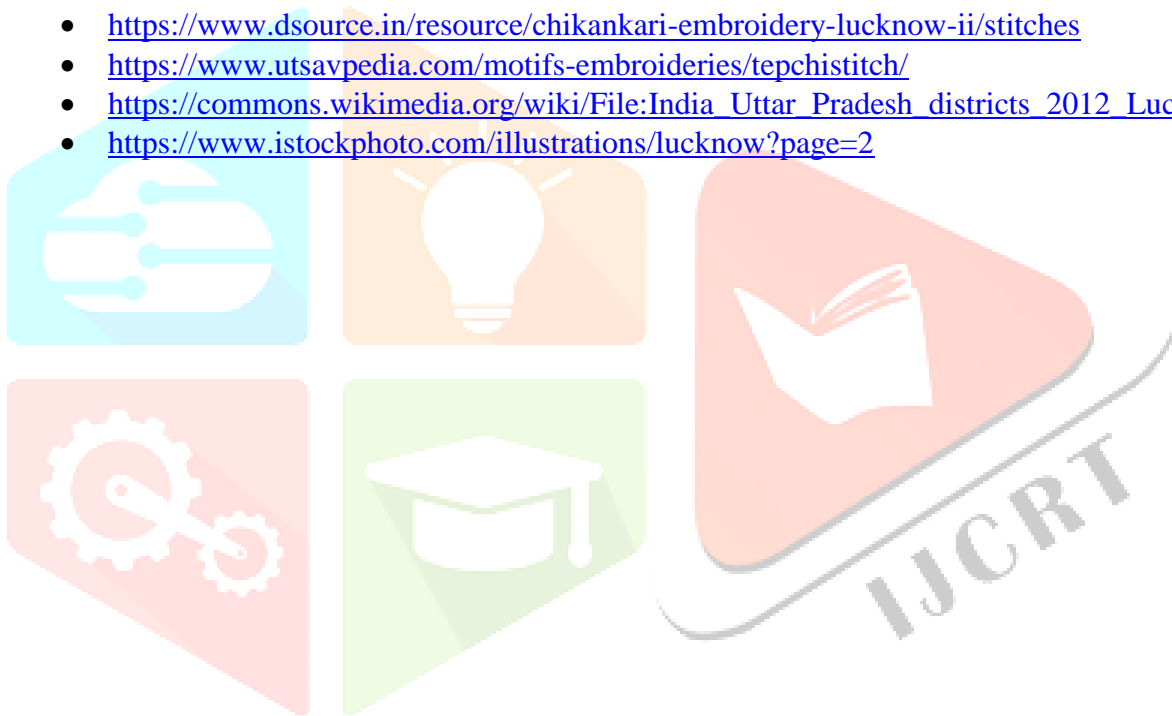 • https://www.dsource.in/resource/chikankari-embroidery-lucknow-ii/stitches
• https://www.utsavpedia.com/motifs-embroideries/tepchistitch/
• https://commons.wikimedia.org/wiki/File:India_Uttar_Pradesh_districts_2012_Luc
• https://www.istockphoto.com/illustrations/lucknow?page=2
IJCRT